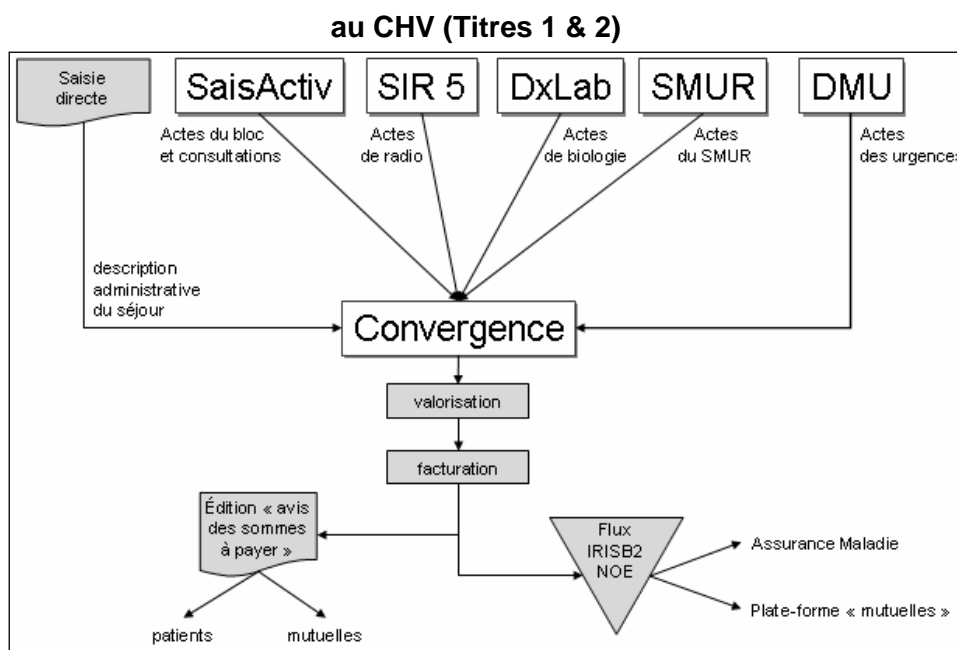 au CHV (Titres 1 & 2)
Saisie
directe
SaisActiv
SIR 5
DxLab
SMUR
DMU
Actes du bloc
et consultations
Actes
de radio
Actes
de biologie
Actes
du SMUR
Actes
des urgences
description
administrative
du séjour
Convergence
valorisation
facturation
Édition « avis
des sommes
à payer »
Flux
IRISB2
NOE
Assurance Maladie
Plate-forme « mutuelles »
patients
mutuelles